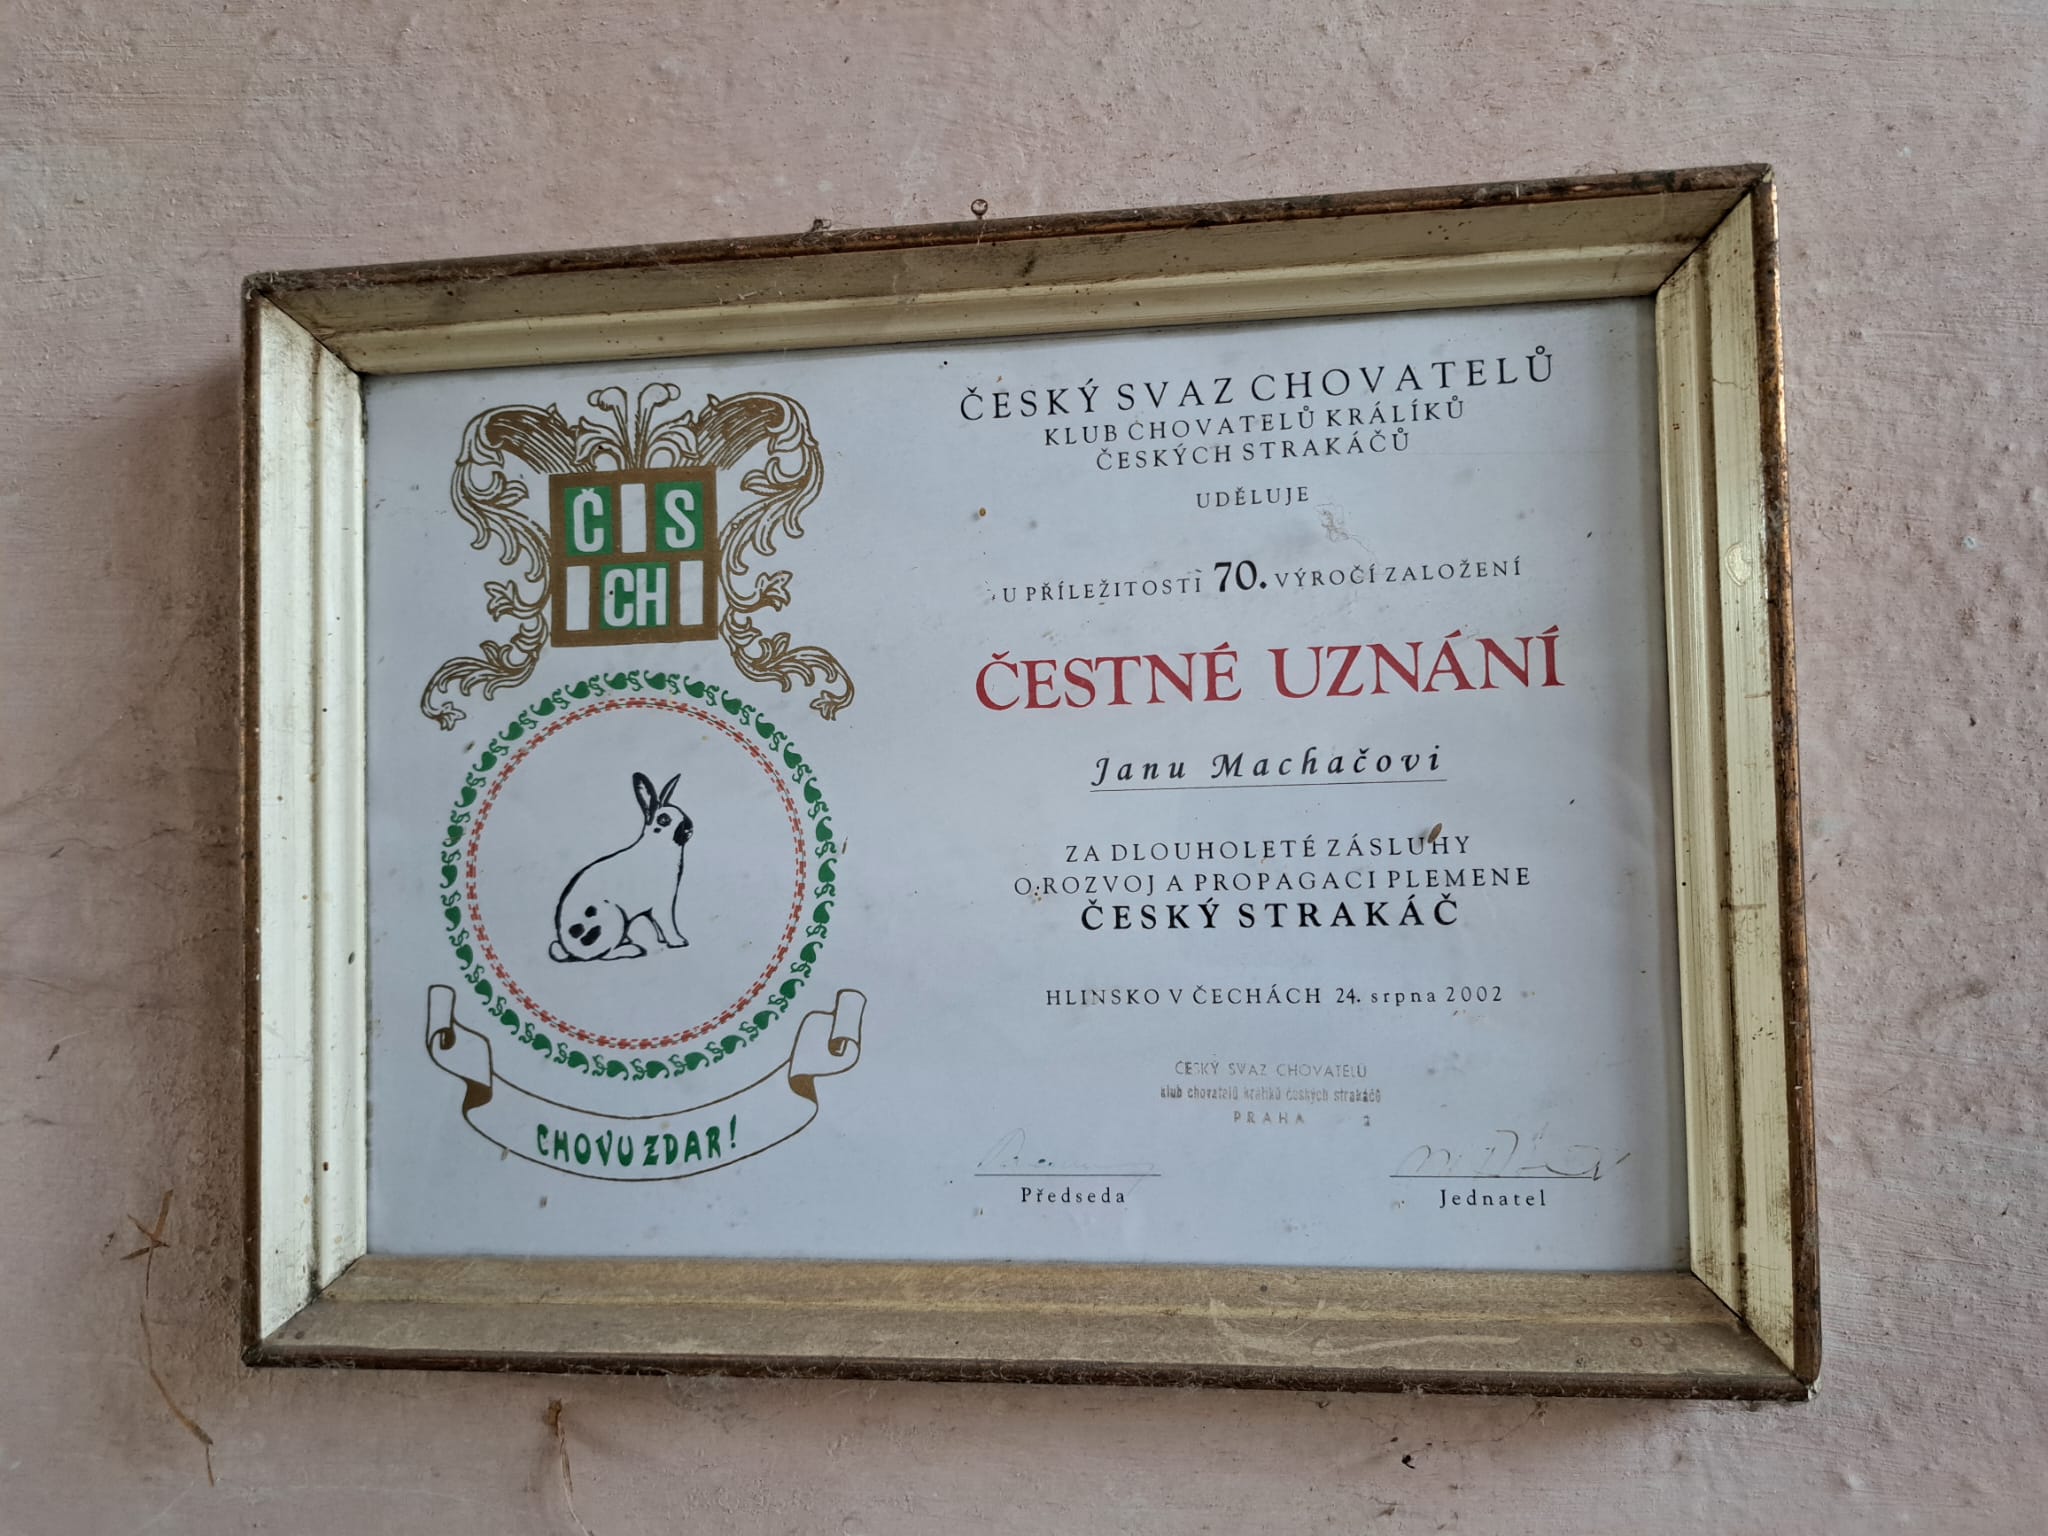 Č S
CH
CHOVU ZDAR!
ČESKÝ SVAZ CHOVATELŮ
KLUB CHOVATELŮ KRÁLÍKŮ
ČESKÝCH STRAKÁČŮ
UDĚLUJE
U PŘÍLEŽITOSTI 70. VÝROČÍ ZALOŽENÍ
ČESTNÉ UZNÁNÍ
Janu Machačovi
ZA DLOUHOLETÉ ZÁSLUHY
O ROZVOJ A PROPAGACI PLEMENE
ČESKÝ STRAKÁČ
HLINSKO V ČECHÁCH 24. srpna 2002
ČESKÝ SVAZ CHOVATELŮ
klub chovatelů králíků českých strakáčů
PRAHA 2
Předseda
Jednatel